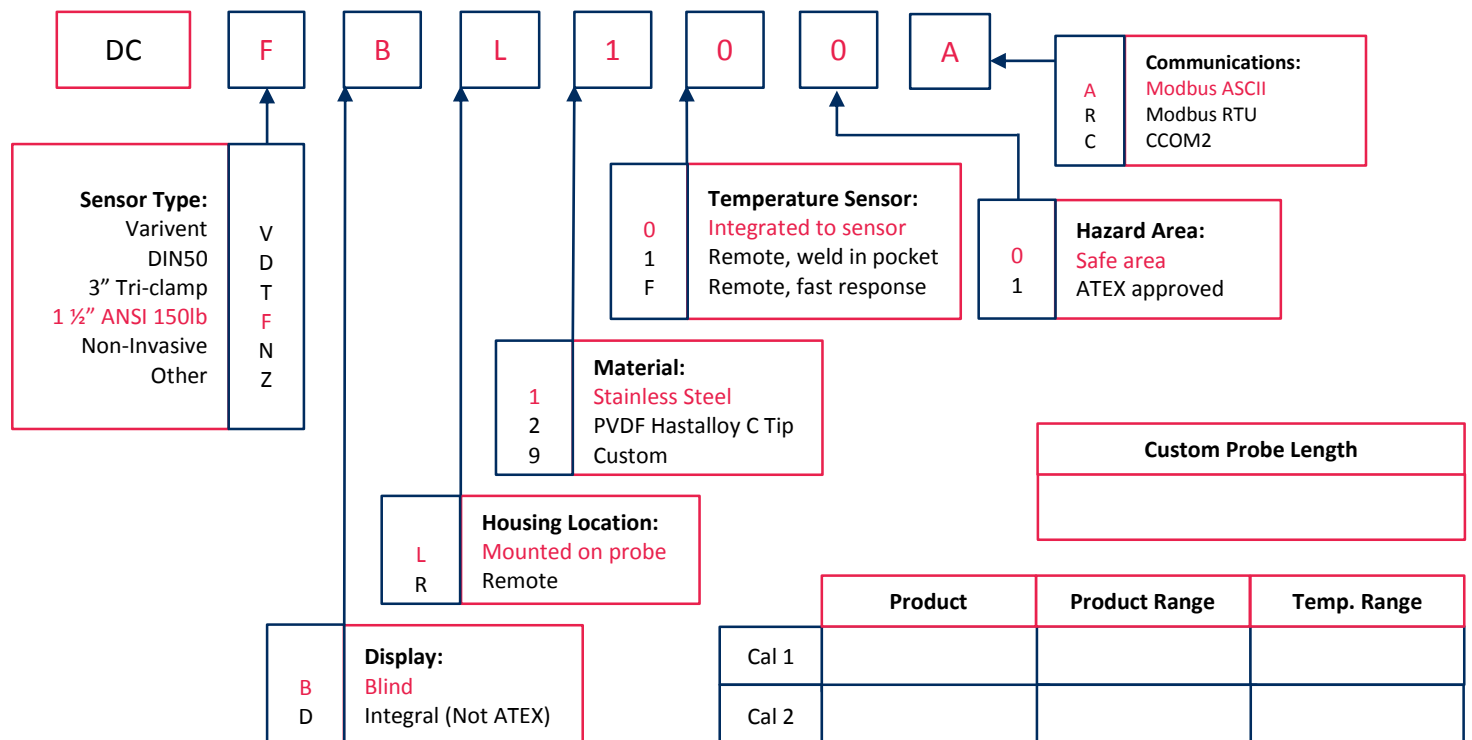 DC F B L 1 0 0 A
Communications:
A Modbus ASCII
R Modbus RTU
C CCOM2
Sensor Type:
Varivent V
DIN50 D
3” Tri-clamp T
1 ½” ANSI 150lb F
Non-Invasive N
Other Z
Temperature Sensor:
0 Integrated to sensor
1 Remote, weld in pocket
F Remote, fast response
Hazard Area:
0 Safe area
1 ATEX approved
Material:
1 Stainless Steel
2 PVDF Hastalloy C Tip
9 Custom
Custom Probe Length
Housing Location:
L Mounted on probe
R Remote
Product Product Range Temp. Range
Cal 1
Cal 2
Display:
B Blind
D Integral (Not ATEX)